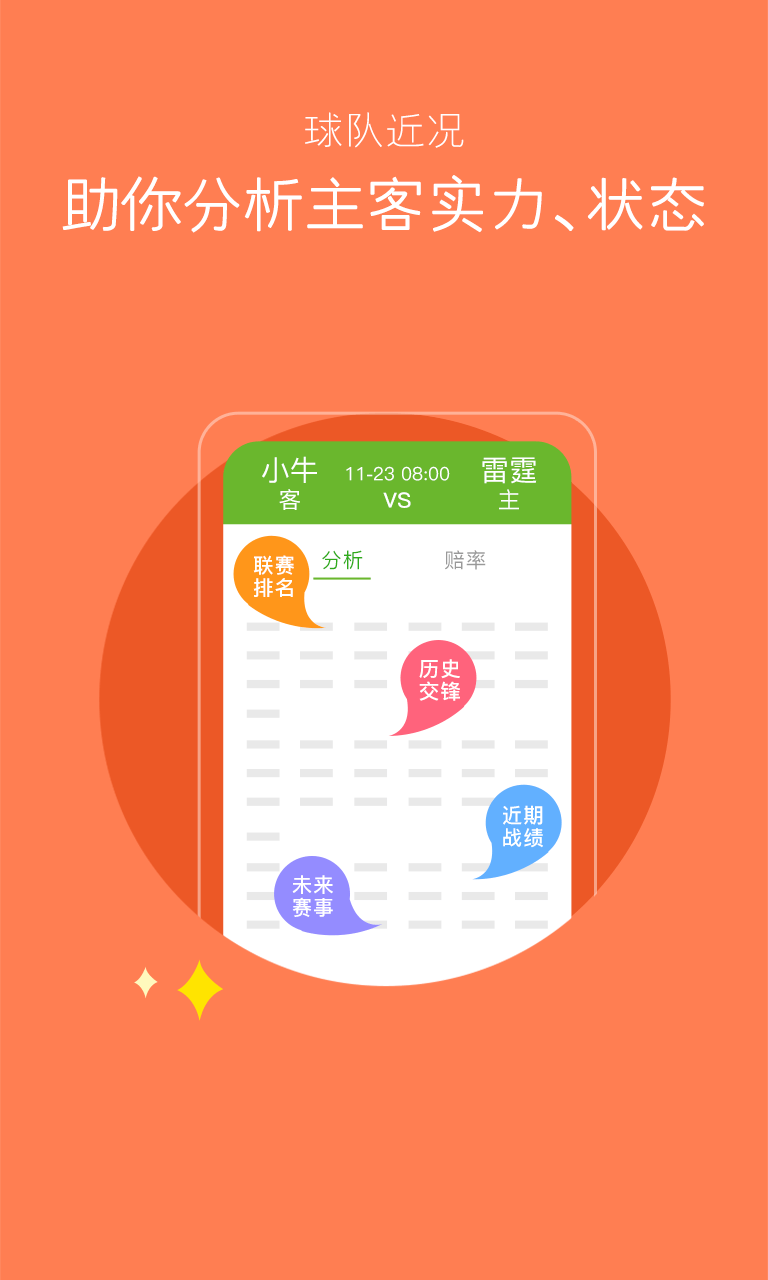 球队近况
助你分析主客实力、状态
小牛 11-23 08:00 雷霆
客 VS 主
分析 赔率
联赛
排名
历史
交锋
近期
战绩
未来
赛事